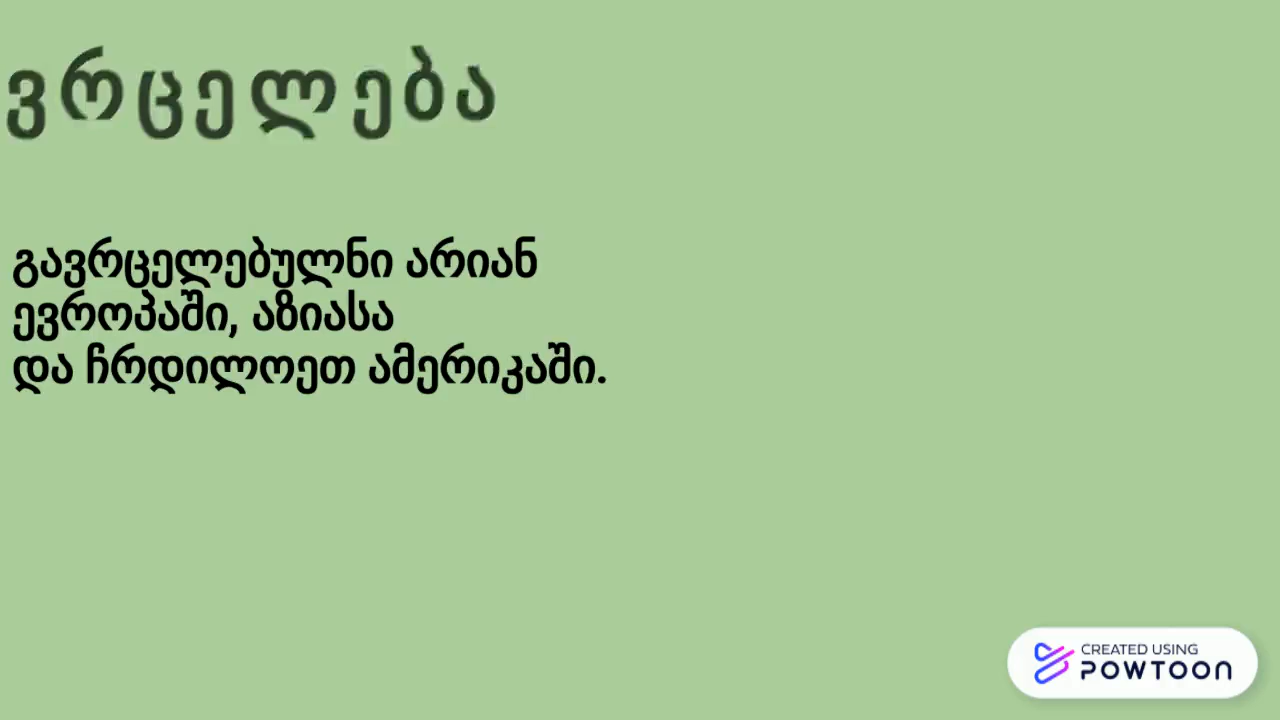 ვრცელება
გავრცელებულნი არიან
ევროპაში, აზიასა
და ჩრდილოეთ ამერიკაში.
CREATED USING
POWTOON